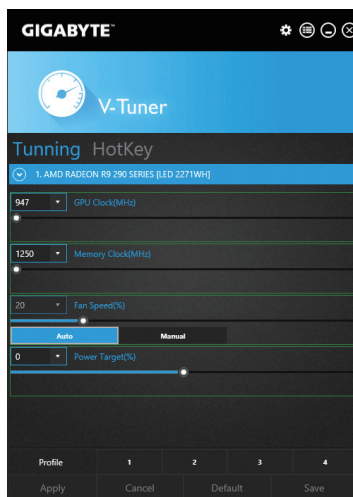 GIGABYTE™
V-Tuner
Tunning HotKey
1. AMD RADEON R9 290 SERIES [LED 2271WH]
947 GPU Clock(MHz)
1250 Memory Clock(MHz)
20 Fan Speed(%)
Auto Manual
0 Power Target(%)
Profile 1 2 3 4
Apply Cancel Default Save